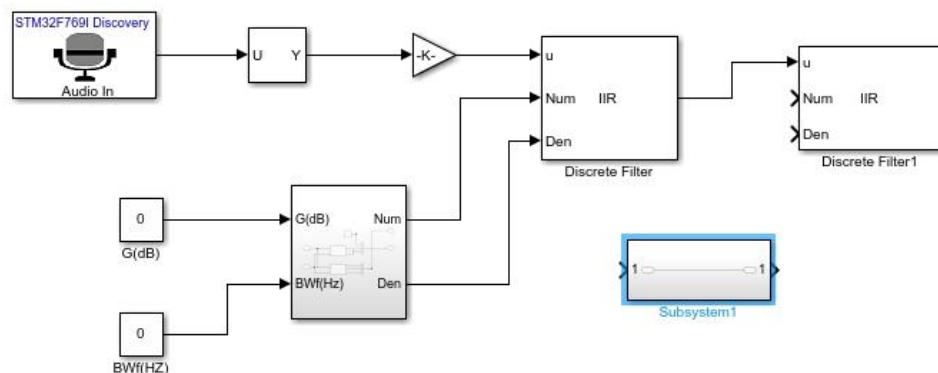 STM32F769I Discovery
Audio In
U Y
-K-
u
Num IIR
Den
Discrete Filter
u
Num IIR
Den
Discrete Filter1
0
G(dB)
G(dB) Num
BWf(Hz) Den
0
BWf(HZ)
1 1
Subsystem1